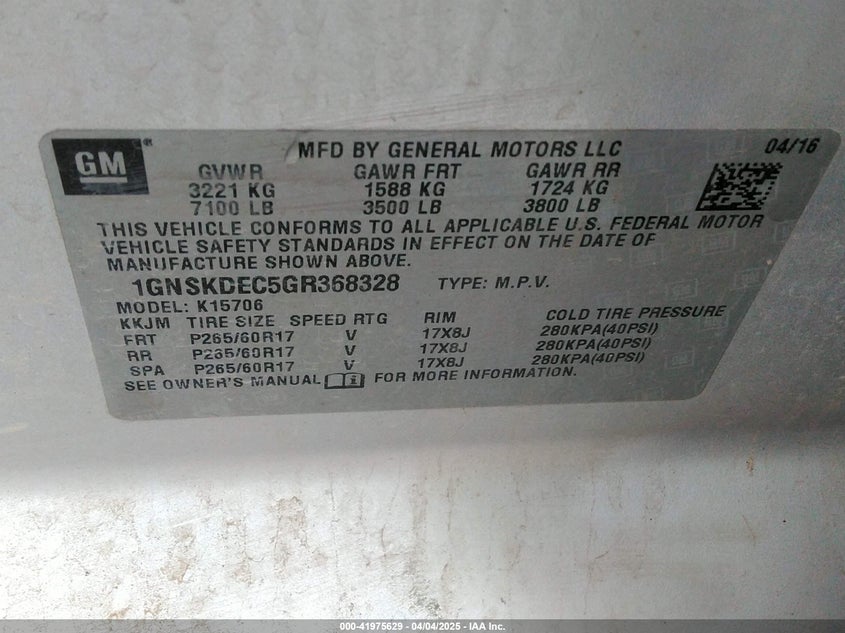 GM® MFD BY GENERAL MOTORS LLC 04/16
GVWR GAWR FRT GAWR RR
3221 KG 1588 KG 1724 KG
7100 LB 3500 LB 3800 LB
THIS VEHICLE CONFORMS TO ALL APPLICABLE U.S. FEDERAL MOTOR
VEHICLE SAFETY STANDARDS IN EFFECT ON THE DATE OF
MANUFACTURE SHOWN ABOVE.
1GNSKDEC5GR368328 TYPE: M.P.V.
MODEL: K15706
KKJM TIRE SIZE SPEED RTG RIM COLD TIRE PRESSURE
FRT P265/60R17 V 17X8J 280KPA(40PSI)
RR P265/60R17 V 17X8J 280KPA(40PSI)
SPA P265/60R17 V 17X8J 280KPA(40PSI)
SEE OWNER'S MANUAL FOR MORE INFORMATION.
000-41975629 - 04/04/2025 - IAA Inc.